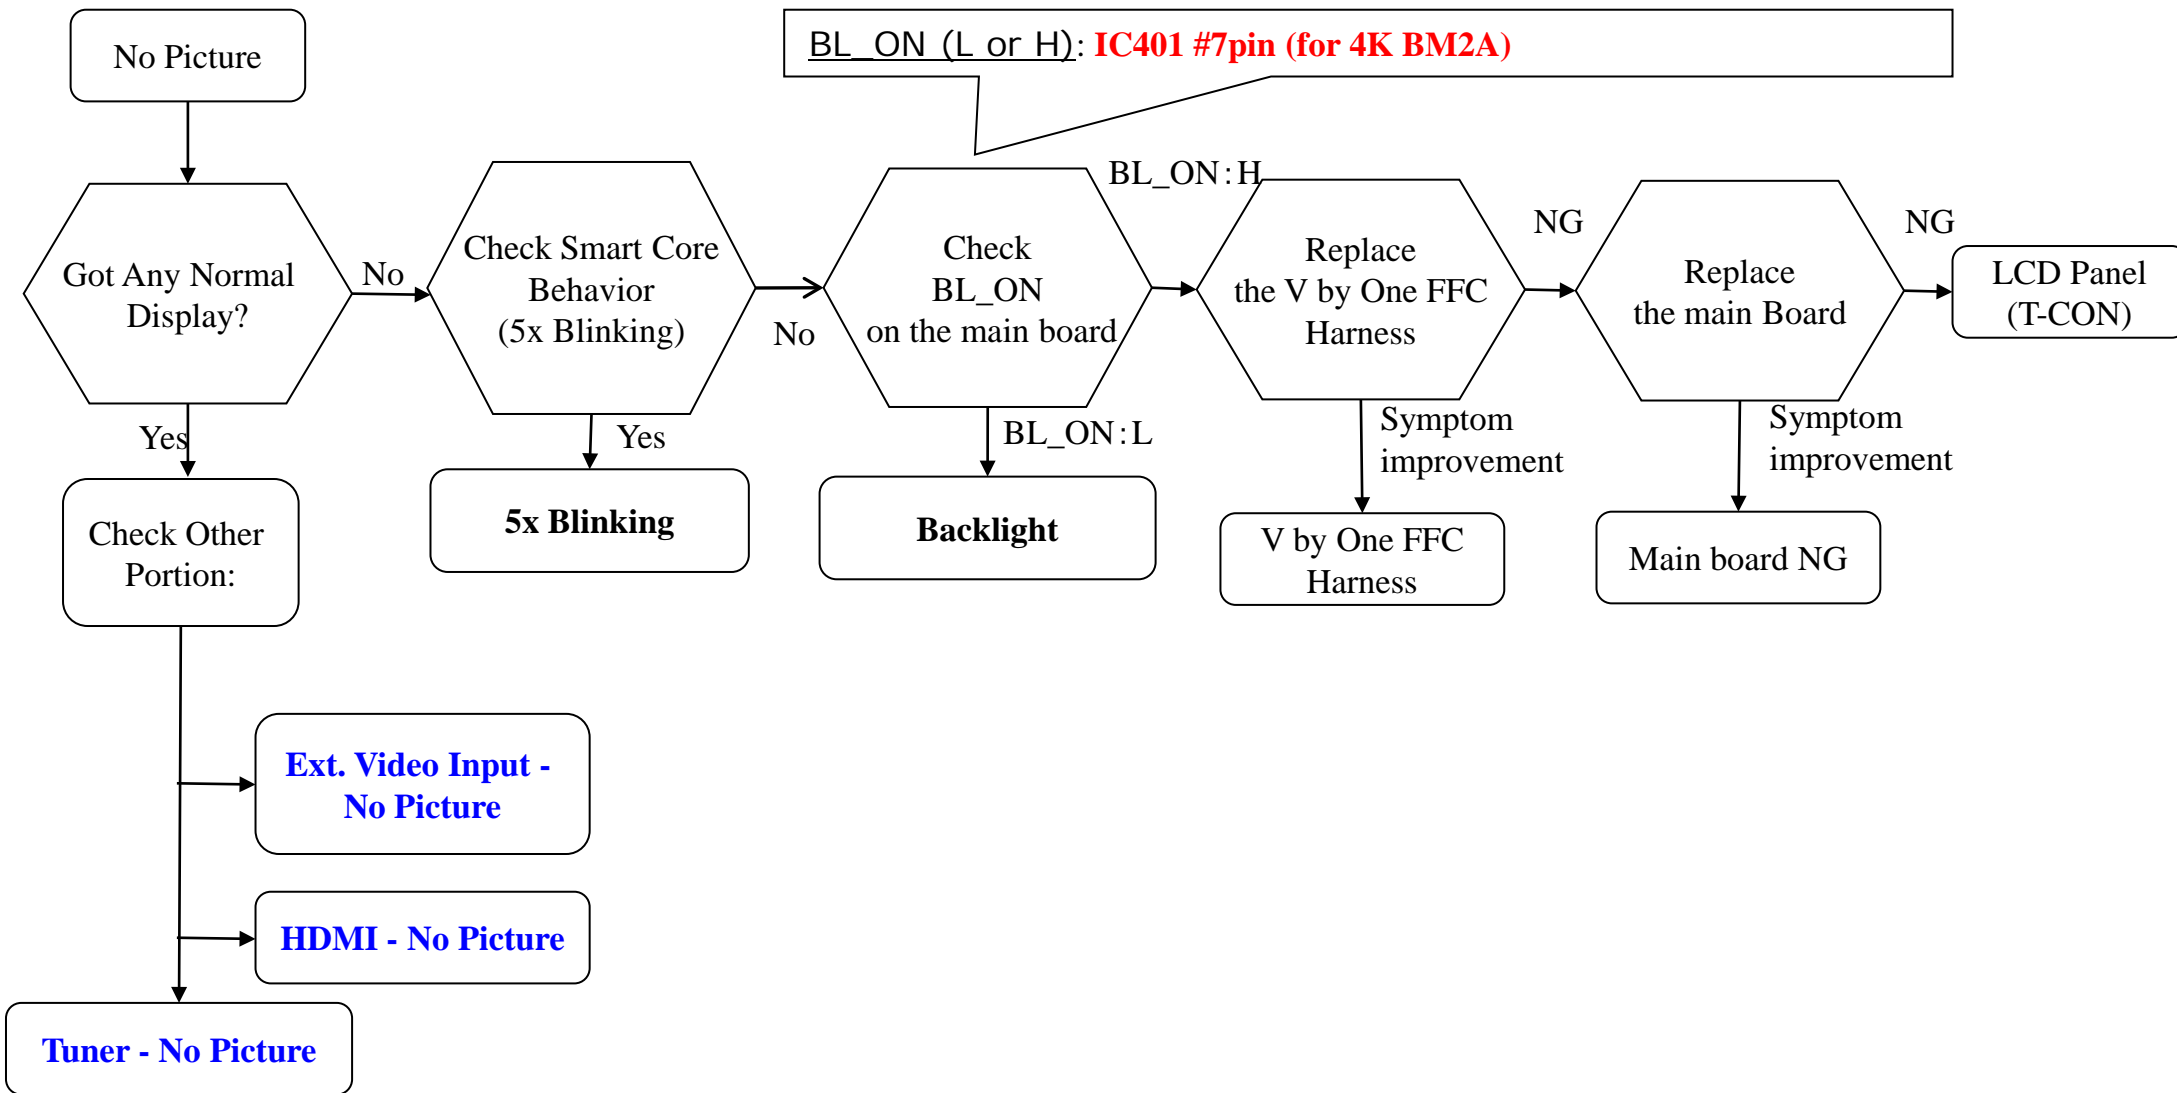 No Picture
BL_ON (L or H): IC401 #7pin (for 4K BM2A)
Got Any Normal
Display?
No
Yes
Check Smart Core
Behavior
(5x Blinking)
No
Yes
Check
BL_ON
on the main board
BL_ON:H
BL_ON:L
Replace
the V by One FFC
Harness
NG
Symptom
improvement
Replace
the main Board
NG
Symptom
improvement
LCD Panel
(T-CON)
Check Other
Portion:
5x Blinking
Backlight
V by One FFC
Harness
Main board NG
Ext. Video Input -
No Picture
HDMI - No Picture
Tuner - No Picture